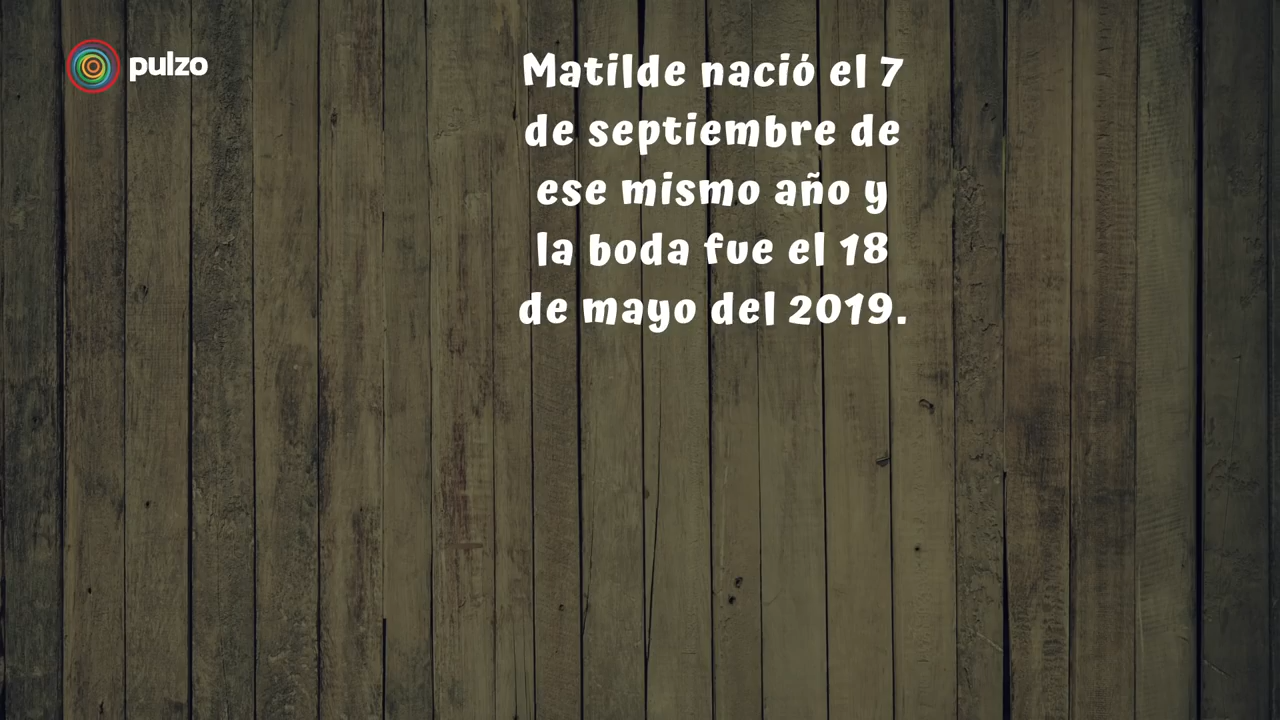 pulzo
Matilde nació el 7
de septiembre de
ese mismo año y
la boda fue el 18
de mayo del 2019.